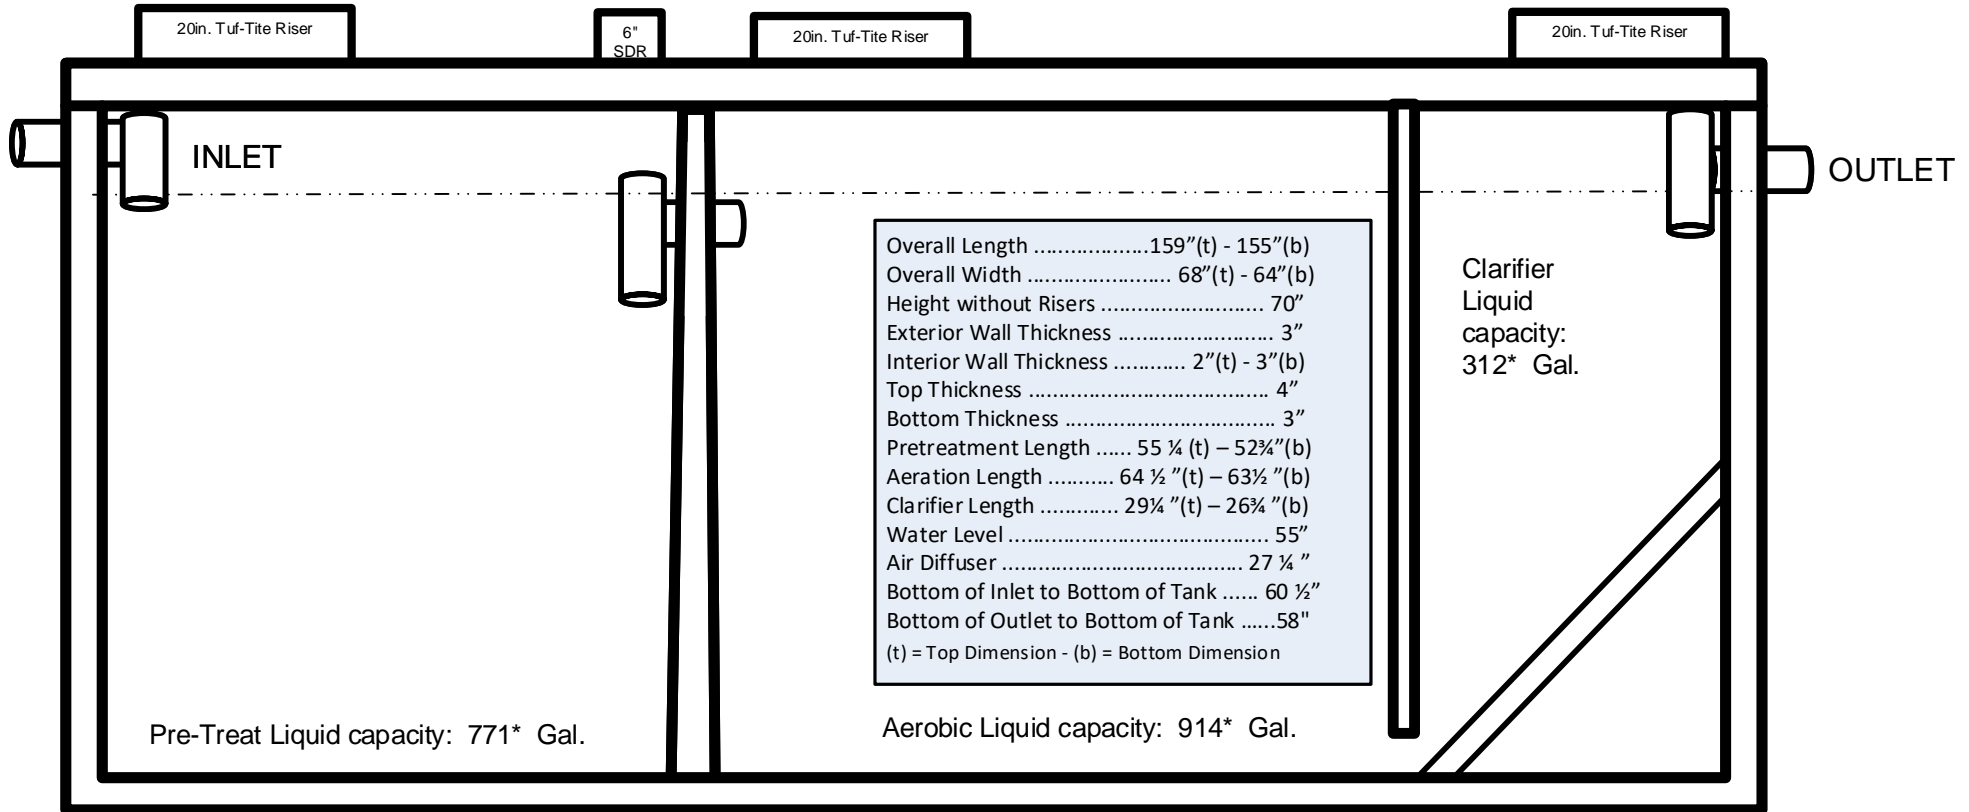 20in. Tuf-Tite Riser
6"
SDR
20in. Tuf-Tite Riser
20in. Tuf-Tite Riser
INLET
OUTLET
Overall Length ..................159”(t) - 155”(b)
Overall Width ....................... 68”(t) - 64”(b)
Height without Risers .......................... 70”
Exterior Wall Thickness ......................... 3”
Interior Wall Thickness ............ 2”(t) - 3”(b)
Top Thickness ...................................... 4”
Bottom Thickness .................................. 3”
Pretreatment Length ...... 55 ¼ (t) – 52¾”(b)
Aeration Length ........... 64 ½ ”(t) – 63½ ”(b)
Clarifier Length ............. 29¼ ”(t) – 26¾ ”(b)
Water Level .......................................... 55”
Air Diffuser ...................................... 27 ¼ ”
Bottom of Inlet to Bottom of Tank ...... 60 ½”
Bottom of Outlet to Bottom of Tank ......58"
(t) = Top Dimension - (b) = Bottom Dimension
Clarifier
Liquid
capacity:
312* Gal.
Pre-Treat Liquid capacity: 771* Gal.
Aerobic Liquid capacity: 914* Gal.